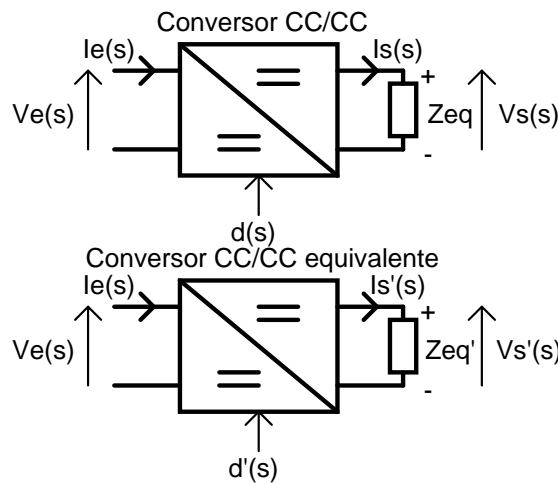 Conversor CC/CC
Ie(s) Is(s)
+
Ve(s) Zeq Vs(s)
-
d(s)
Conversor CC/CC equivalente
Ie(s) Is'(s)
+
Ve(s) Zeq' Vs'(s)
-
d'(s)